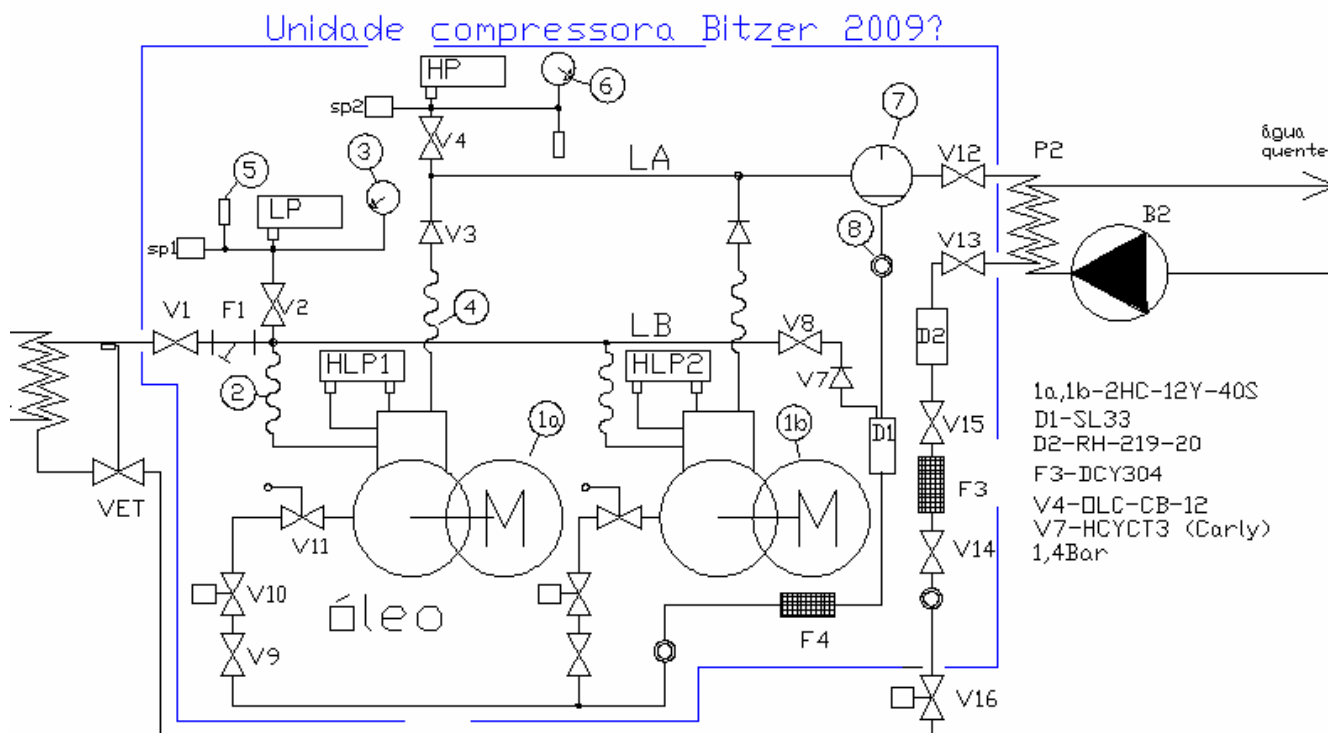 Unidade compressora Bitzer 2009?
HP
6
sp2
7
V4
3
LA
V12
P2
água
quente
5
LP
B2
V3
8
V13
sp1
V1
F1
V2
4
LB
V8
D2
HLP1
HLP2
V7
2
1a
1b
D1
V15
1a,1b-2HC-12Y-40S
D1-SL33
D2-RH-219-20
F3-DCY304
V4-OLC-CB-12
V7-HCYCT3 (Carly)
1,4Bar
VET
M
M
F3
V11
V14
V10
óleo
F4
V9
V16